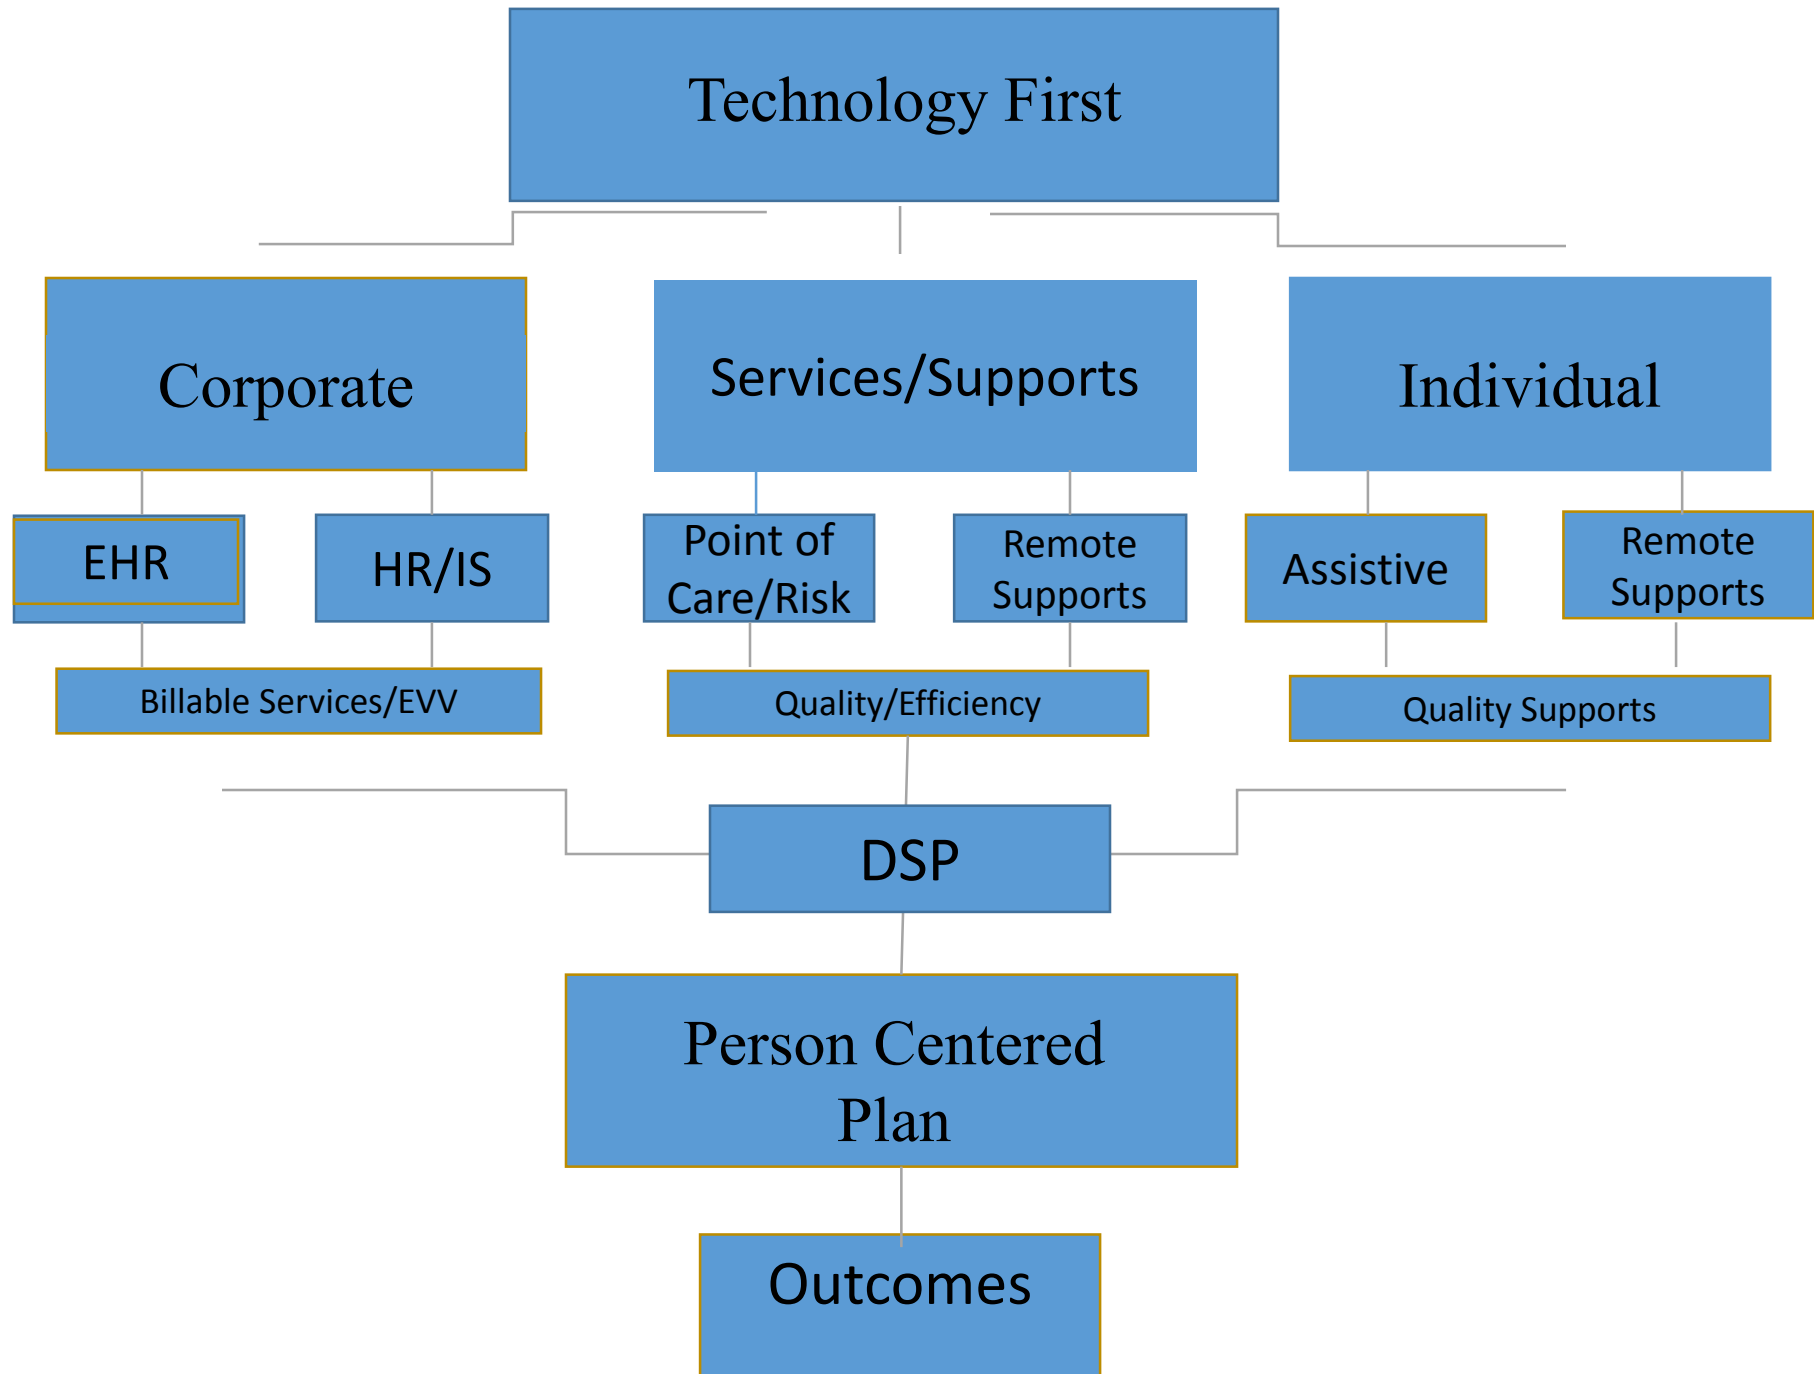 Technology First
Corporate
Services/Supports
Individual
EHR
HR/IS
Point of
Care/Risk
Remote
Supports
Assistive
Remote
Supports
Billable Services/EVV
Quality/Efficiency
Quality Supports
DSP
Person Centered
Plan
Outcomes